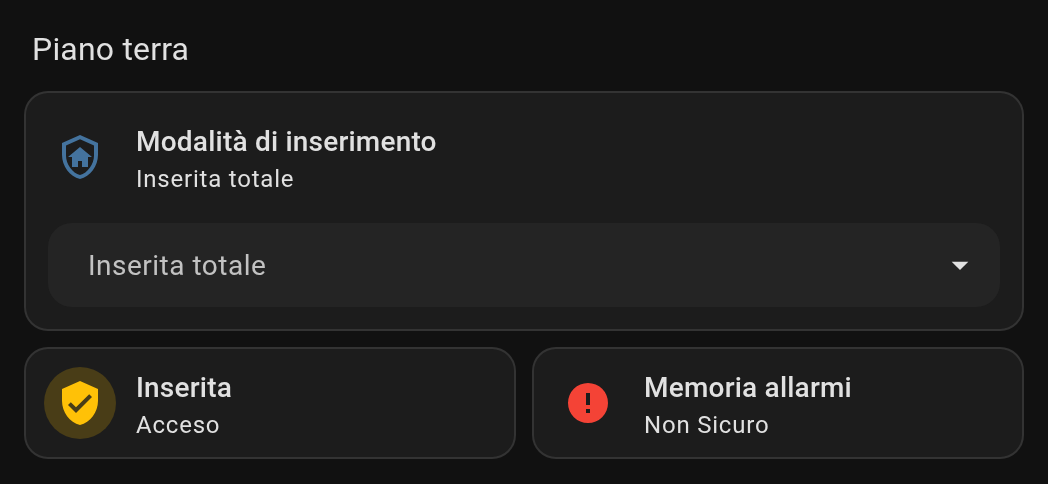 Piano terra
Modalità di inserimento
Inserita totale
Inserita totale
Inserita
Acceso
Memoria allarmi
Non Sicuro